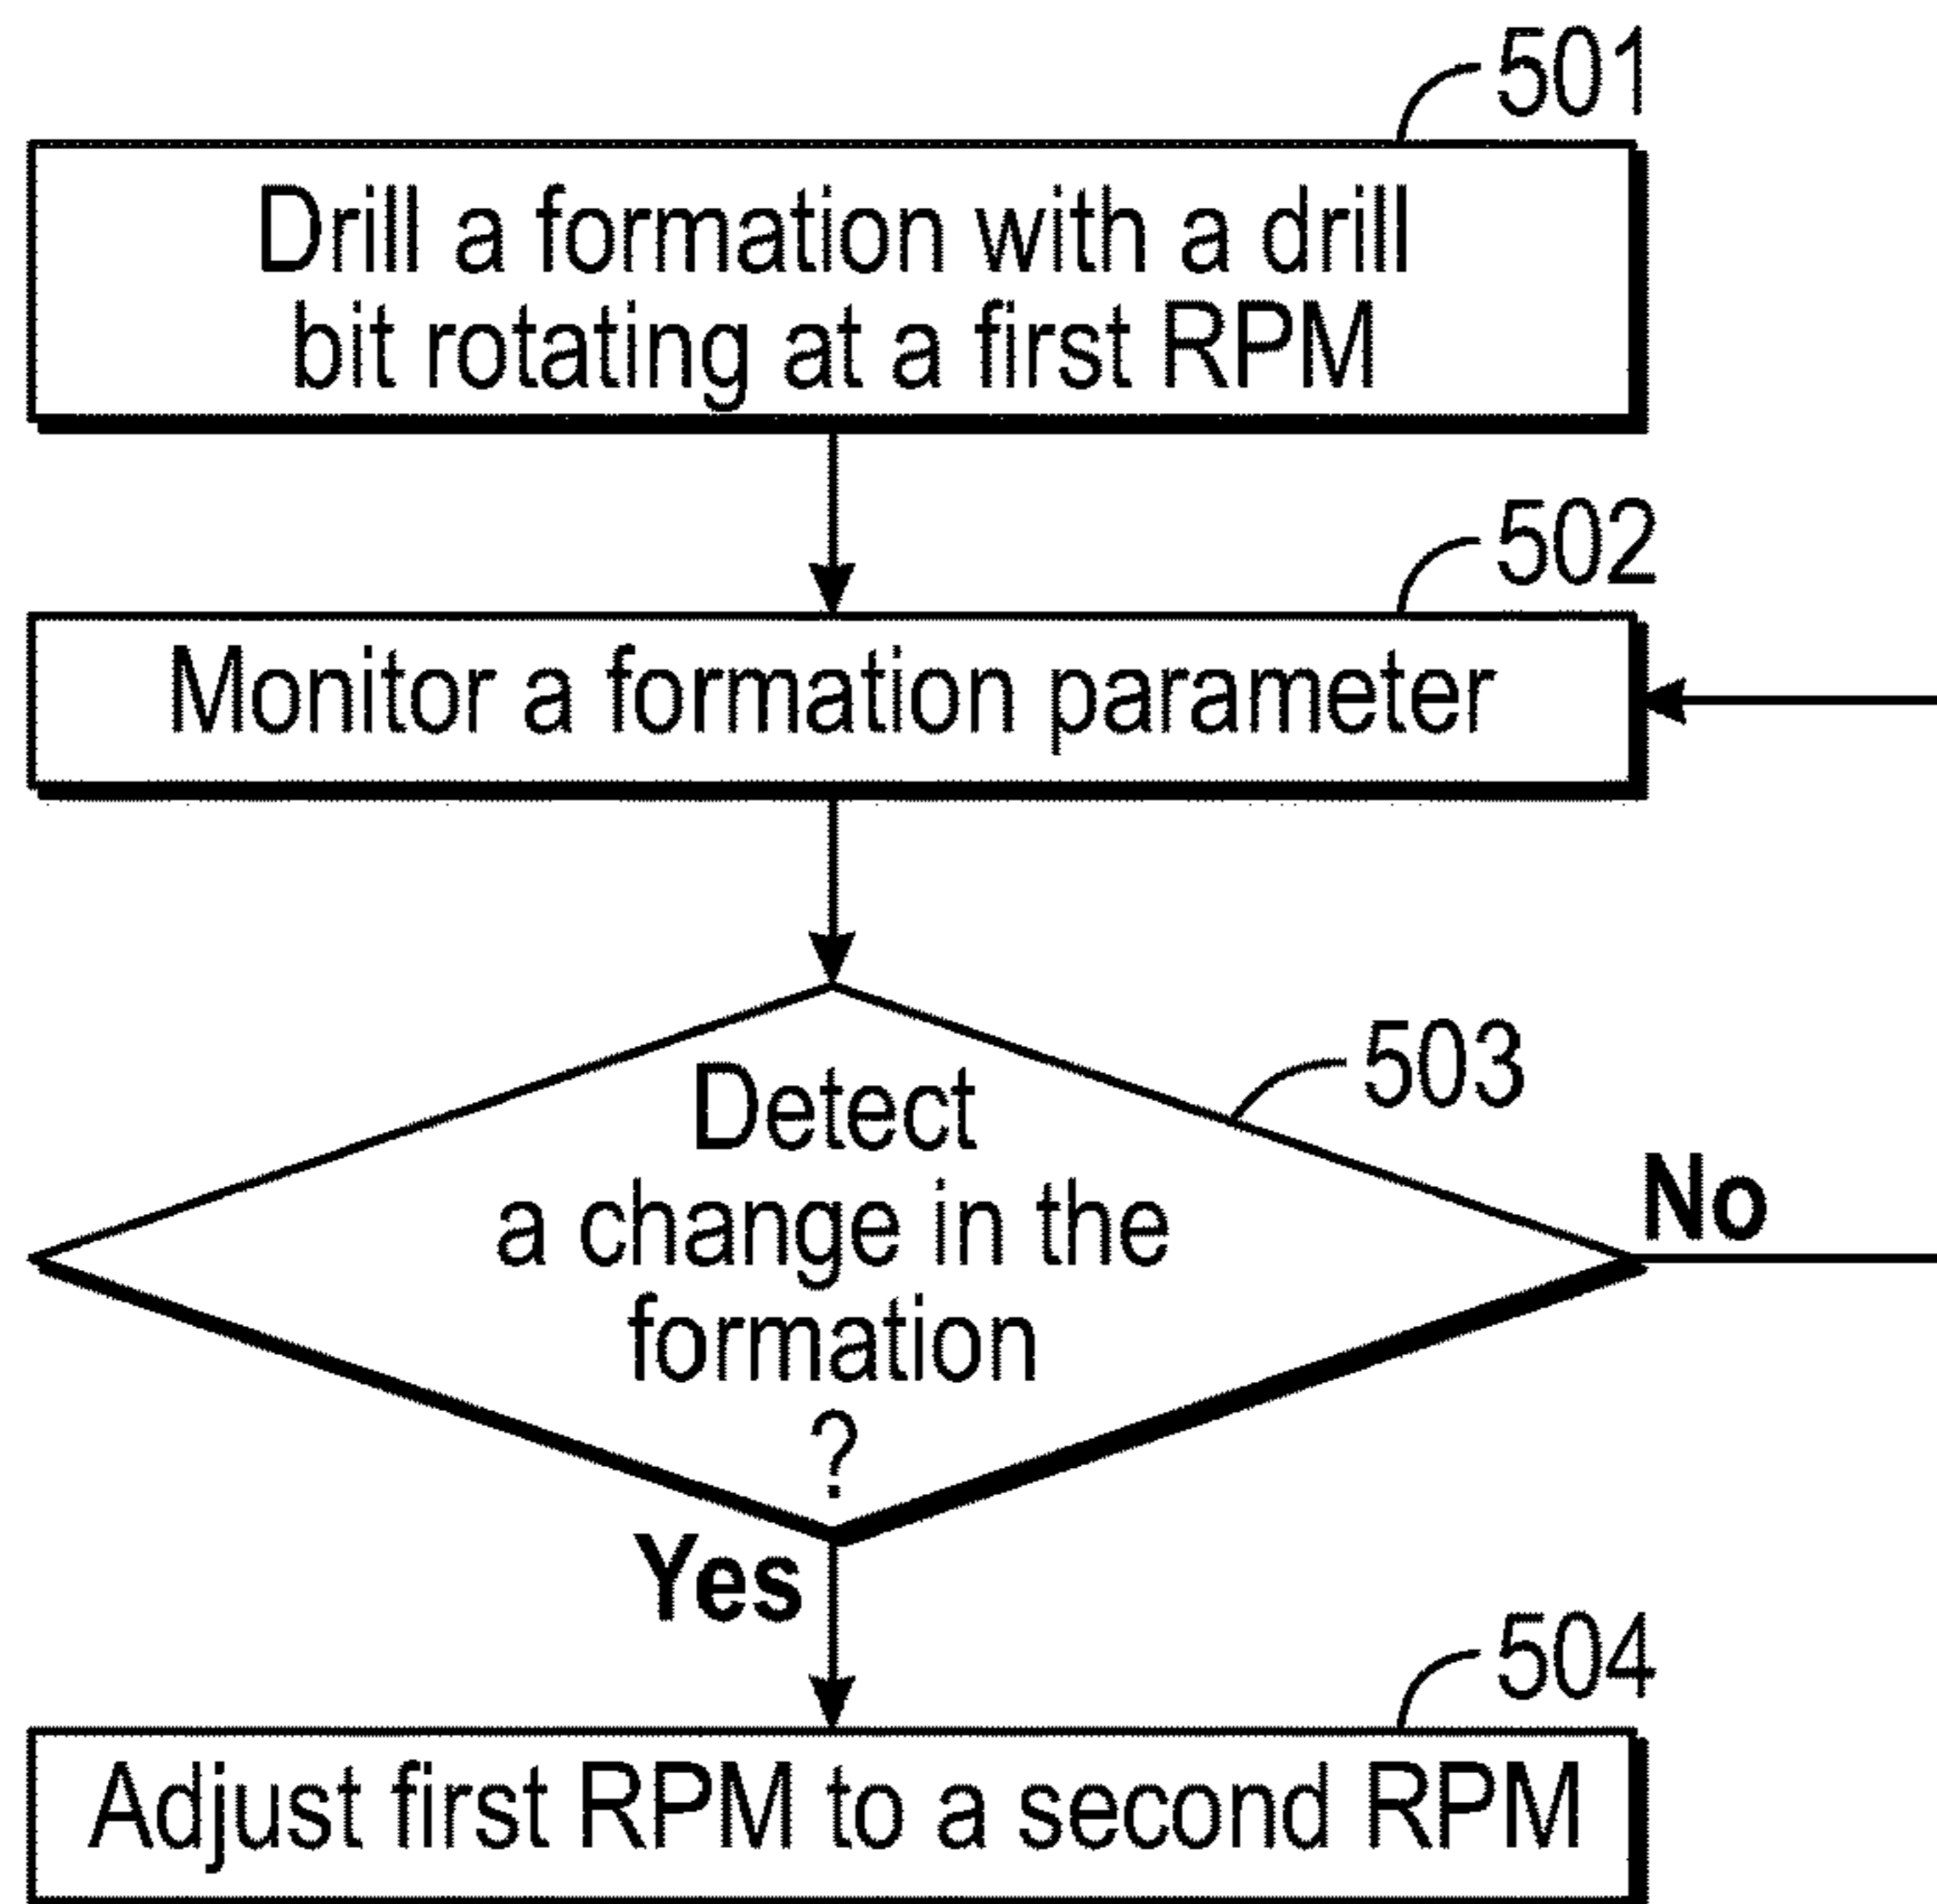 501
Drill a formation with a drill
bit rotating at a first RPM
502
Monitor a formation parameter
503
Detect
a change in the
formation
?
No
Yes
504
Adjust first RPM to a second RPM